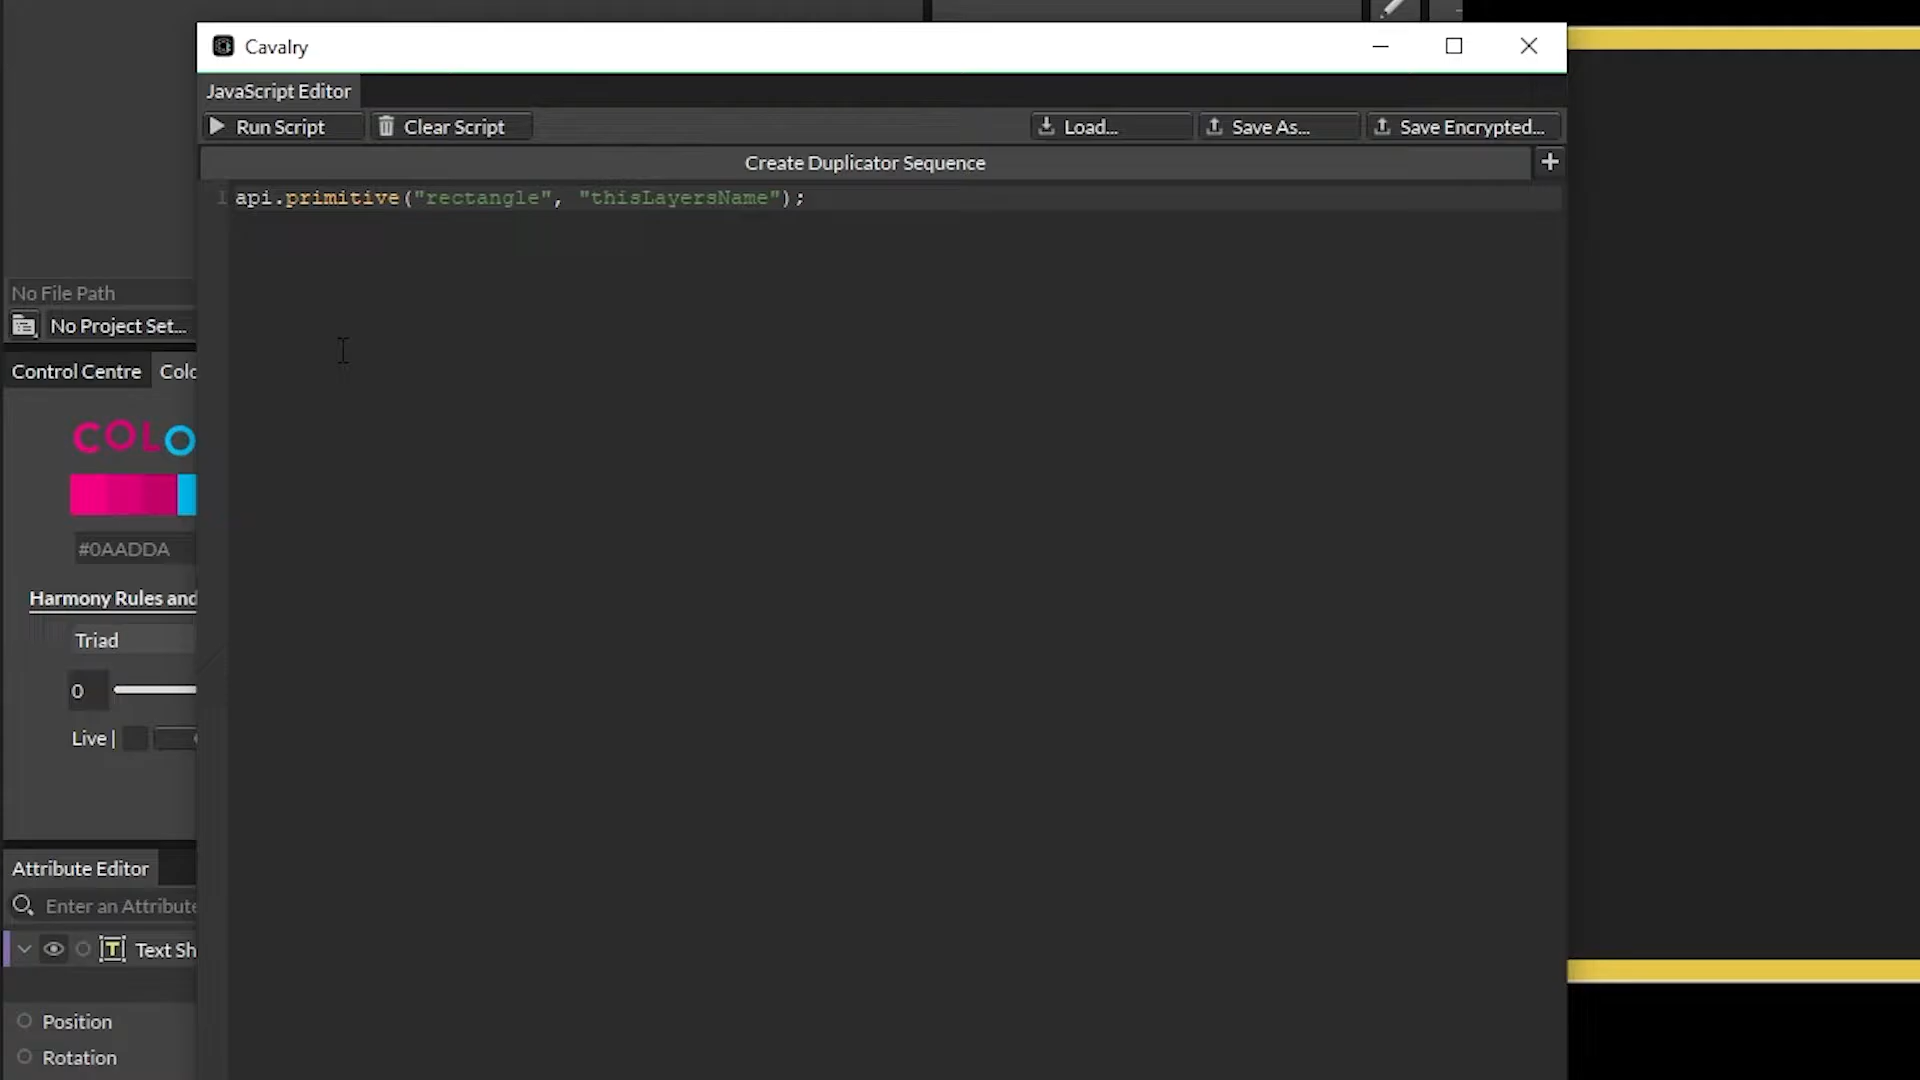 Cavalry
JavaScript Editor
Run Script
Clear Script
Load...
Save As...
Save Encrypted...
Create Duplicator Sequence
+
1
api.primitive("rectangle", "thisLayersName");
No File Path
No Project Set...
Control Centre
Colo
COLO
#0AADDA
Harmony Rules and
Triad
0
Live |
Attribute Editor
Enter an Attribute
T
Text Sh
Position
Rotation